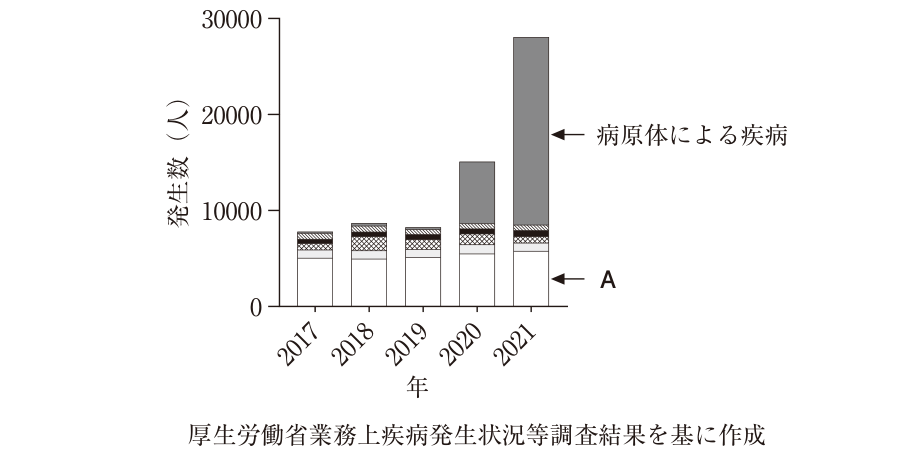 30000
20000
10000
0
発生数（人）
病原体による疾病
A
2017
2018
2019
2020
2021
年
厚生労働省業務上疾病発生状況等調査結果を基に作成